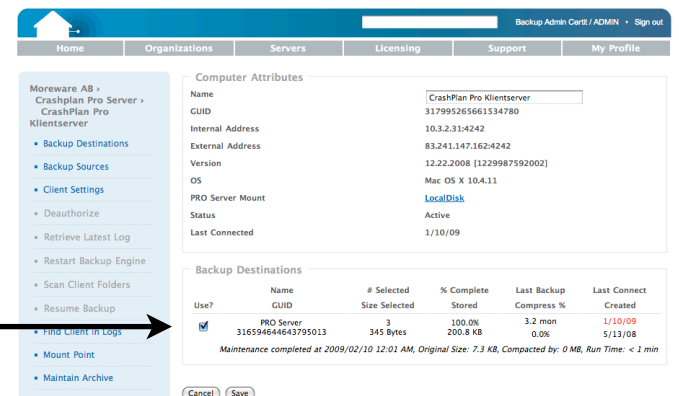 Backup Admin Certit / ADMIN • Sign out
Home Organizations Servers Licensing Support My Profile
Moreware AB ›
Crashplan Pro Server ›
CrashPlan Pro
Klientserver
Backup Destinations
Backup Sources
Client Settings
Deauthorize
Retrieve Latest Log
Restart Backup Engine
Scan Client Folders
Resume Backup
Find Client in Logs
Mount Point
Maintain Archive
Computer Attributes
Name CrashPlan Pro Klientserver
GUID 317995265661534780
Internal Address 10.3.2.31:4242
External Address 83.241.147.162:4242
Version 12.22.2008 [1229987592002]
OS Mac OS X 10.4.11
PRO Server Mount LocalDisk
Status Active
Last Connected 1/10/09
Backup Destinations
Name # Selected % Complete Last Backup Last Connect
Use? GUID Size Selected Stored Compress % Created
PRO Server 3 100.0% 3.2 mon 1/10/09
316594644643795013 345 Bytes 200.8 KB 0.0% 5/13/08
Maintenance completed at 2009/02/10 12:01 AM, Original Size: 7.3 KB, Compacted by: 0 MB, Run Time: < 1 min
Cancel Save